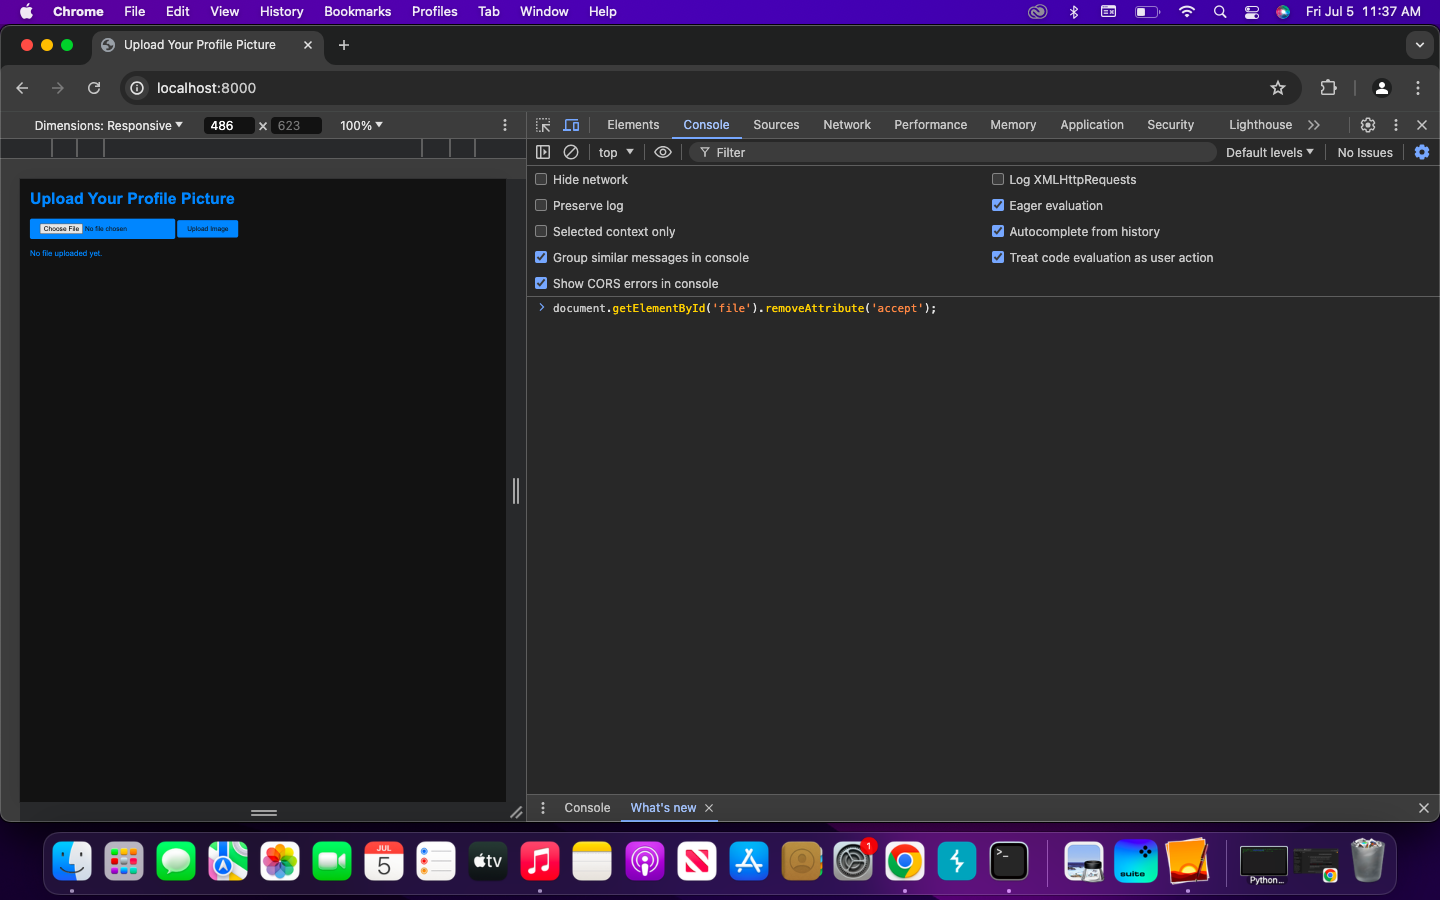 Chrome File Edit View History Bookmarks Profiles Tab Window Help Fri Jul 5 11:37 AM
Upload Your Profile Picture
localhost:8000
Dimensions: Responsive 486 x 623 100% Elements Console Sources Network Performance Memory Application Security Lighthouse
top Filter Default levels No Issues
Hide network Log XMLHttpRequests
Preserve log Eager evaluation
Selected context only Autocomplete from history
Group similar messages in console Treat code evaluation as user action
Show CORS errors in console
document.getElementById('file').removeAttribute('accept');
Upload Your Profile Picture
Choose File No file chosen Upload Image
No file uploaded yet.
Console What's new
JUL
5
tv
1
>_
suite
Python...